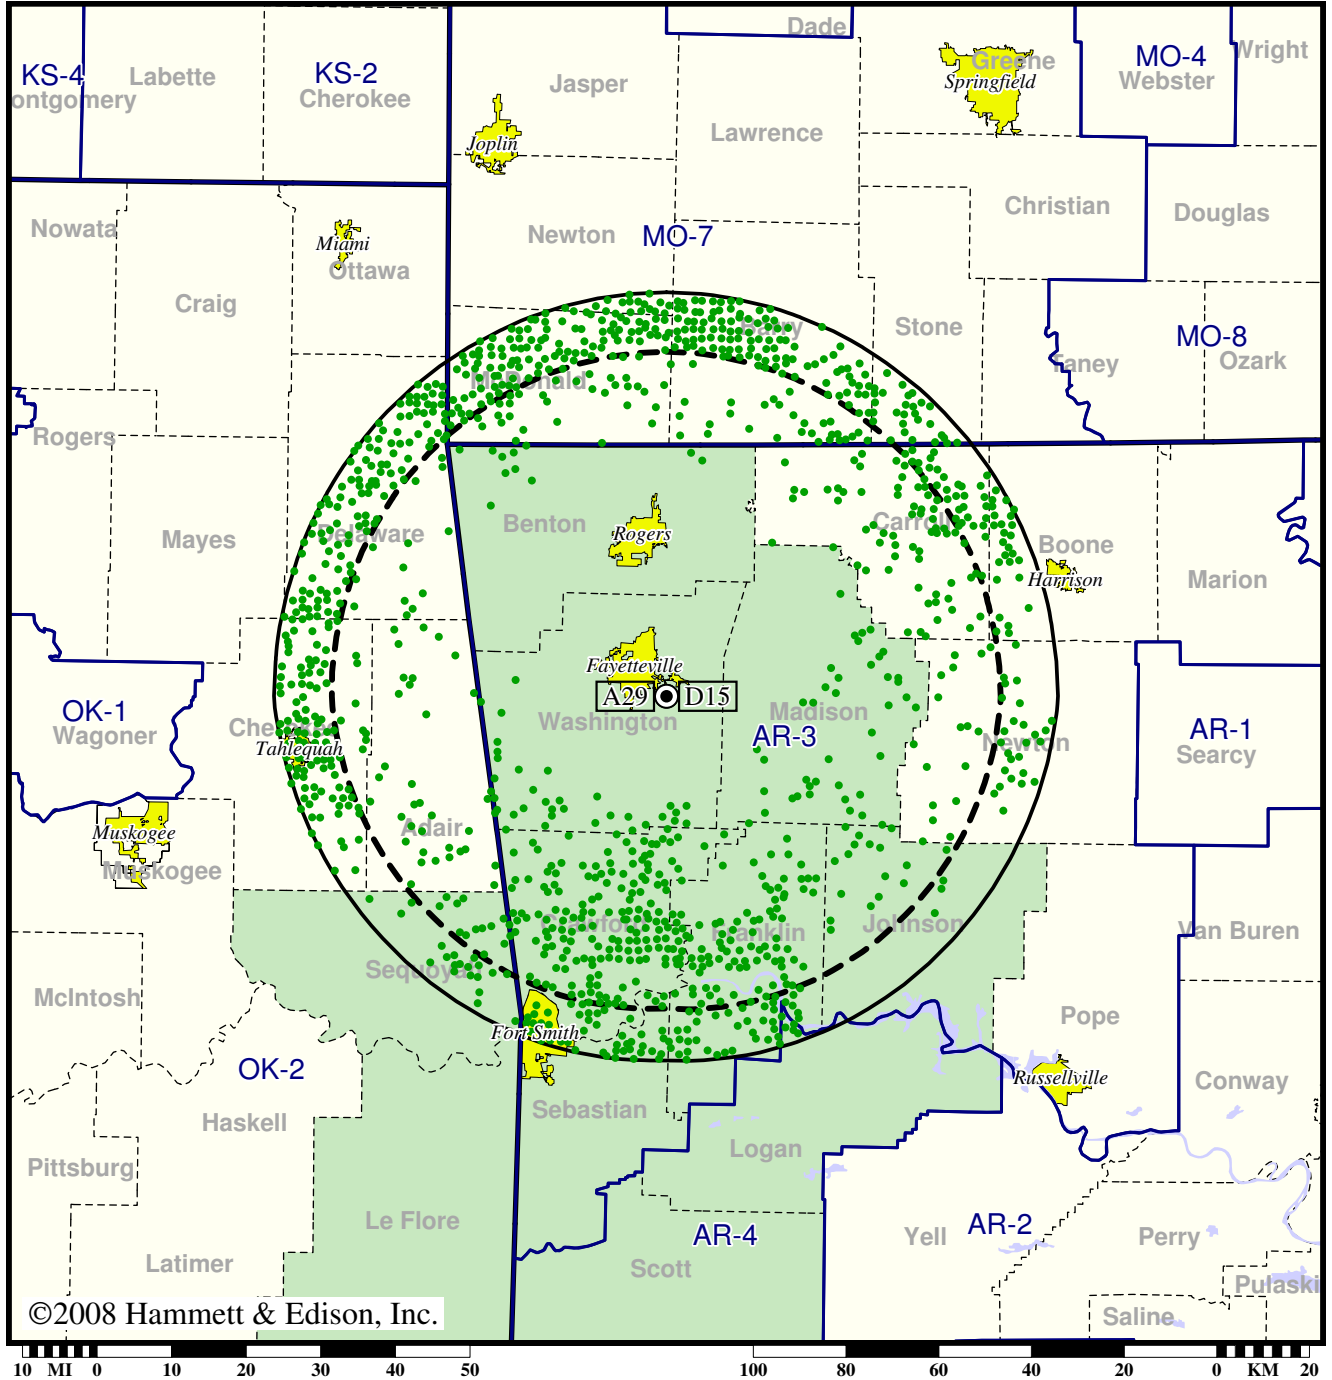 Dade
KS-4
Labette
KS-2
Jasper
Greene
MO-4
Wright
ontgomery
Cherokee
Springfield
Webster
Lawrence
Joplin
Christian
Douglas
Nowata
Newton
MO-7
Miami
Ottawa
Craig
Barry
Stone
MO-8
Taney
Ozark
McDonald
Rogers
Benton
Carroll
Delaware
Mayes
Rogers
Boone
Harrison
Marion
Fayetteville
A29
D15
OK-1
Wagoner
Cherokee
Tahlequah
Washington
Madison
AR-3
Newton
AR-1
Searcy
Muskogee
Adair
Muskogee
Crawford
Franklin
Johnson
Van Buren
Sequoyah
McIntosh
Fort Smith
Pope
OK-2
Russellville
Conway
Haskell
Sebastian
Logan
Pittsburg
Le Flore
AR-4
Yell
AR-2
Perry
Latimer
Scott
Pulaski
©2008 Hammett & Edison, Inc.
Saline
10 MI 0 10 20 30 40 50 100 80 60 40 20 0 KM 20